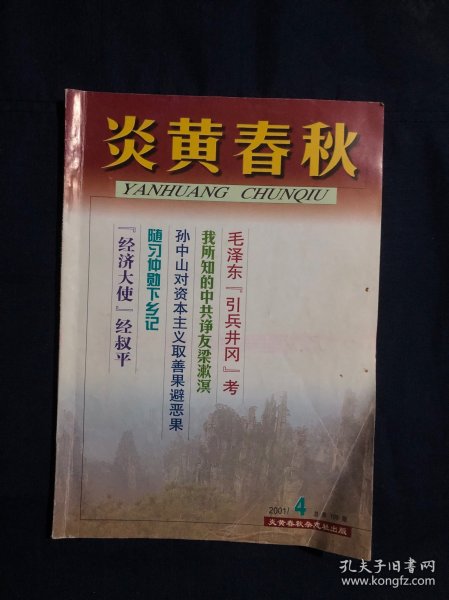 炎黄春秋
YANHUANG CHUNQIU
毛泽东『引兵井冈』考
我所知的中共诤友梁漱溟
孙中山对资本主义取善果避恶果
随习仲勋下乡记
『经济大使』经叔平
2001/4
炎黄春秋杂志社出版
孔夫子旧书网
www.kongfz.com